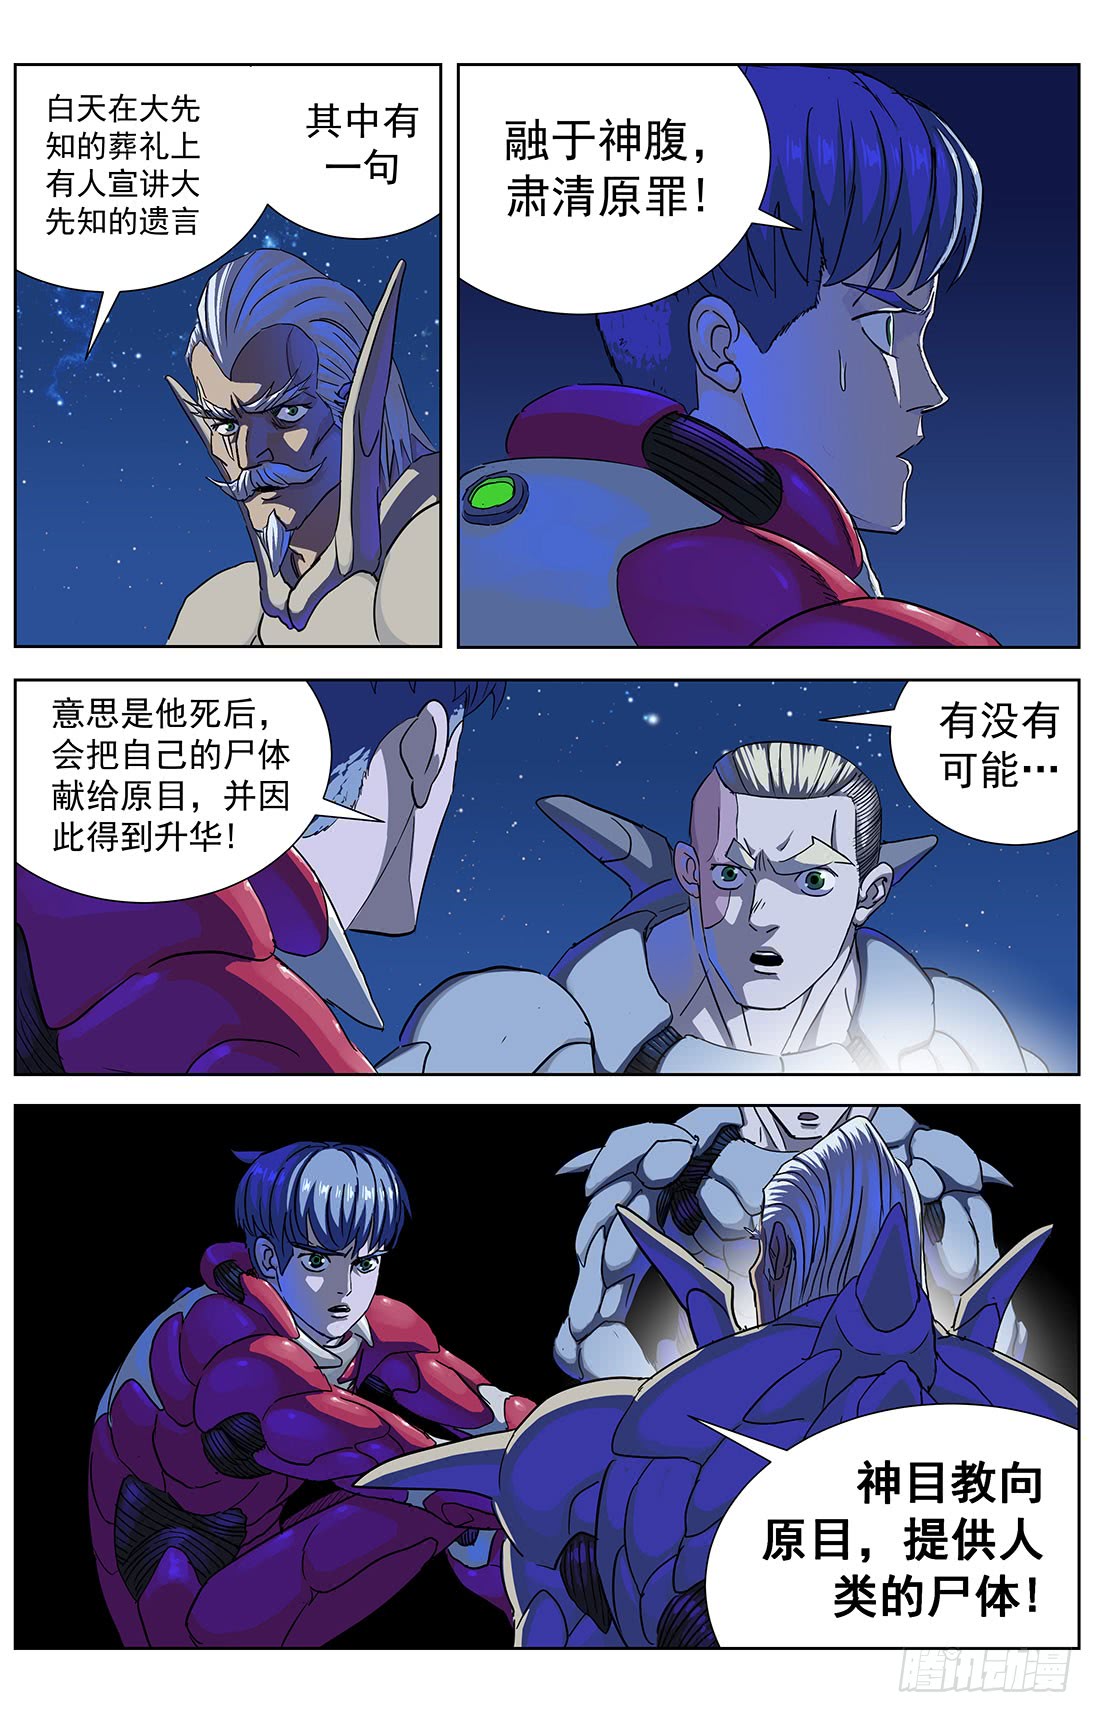 白天在大先
知的葬礼上
有人宣讲大
先知的遗言
其中有
一句
融于神腹，
肃清原罪！
有没有
可能…
意思是他死后，
会把自己的尸体
献给原目，并因
此得到升华！
神目教向
原目，提供人
类的尸体！
腾讯动漫